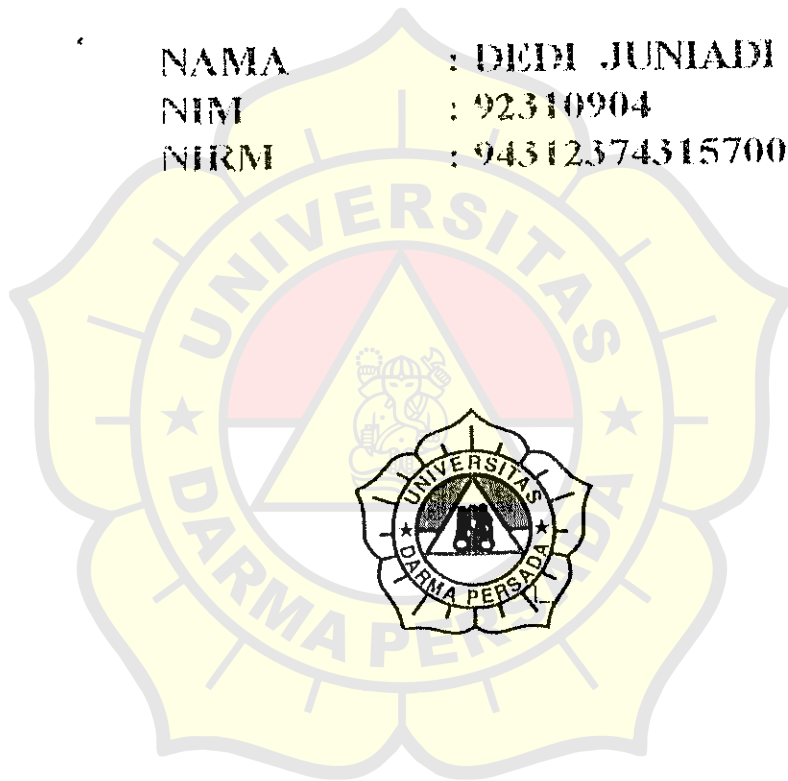 NAMA : DEDI JUNIADI
NIM : 92310904
NIRM : 94312374315700
UNIVERSITAS
DARMA PERSADA
UNIVERSITAS
DARMA PERSADA